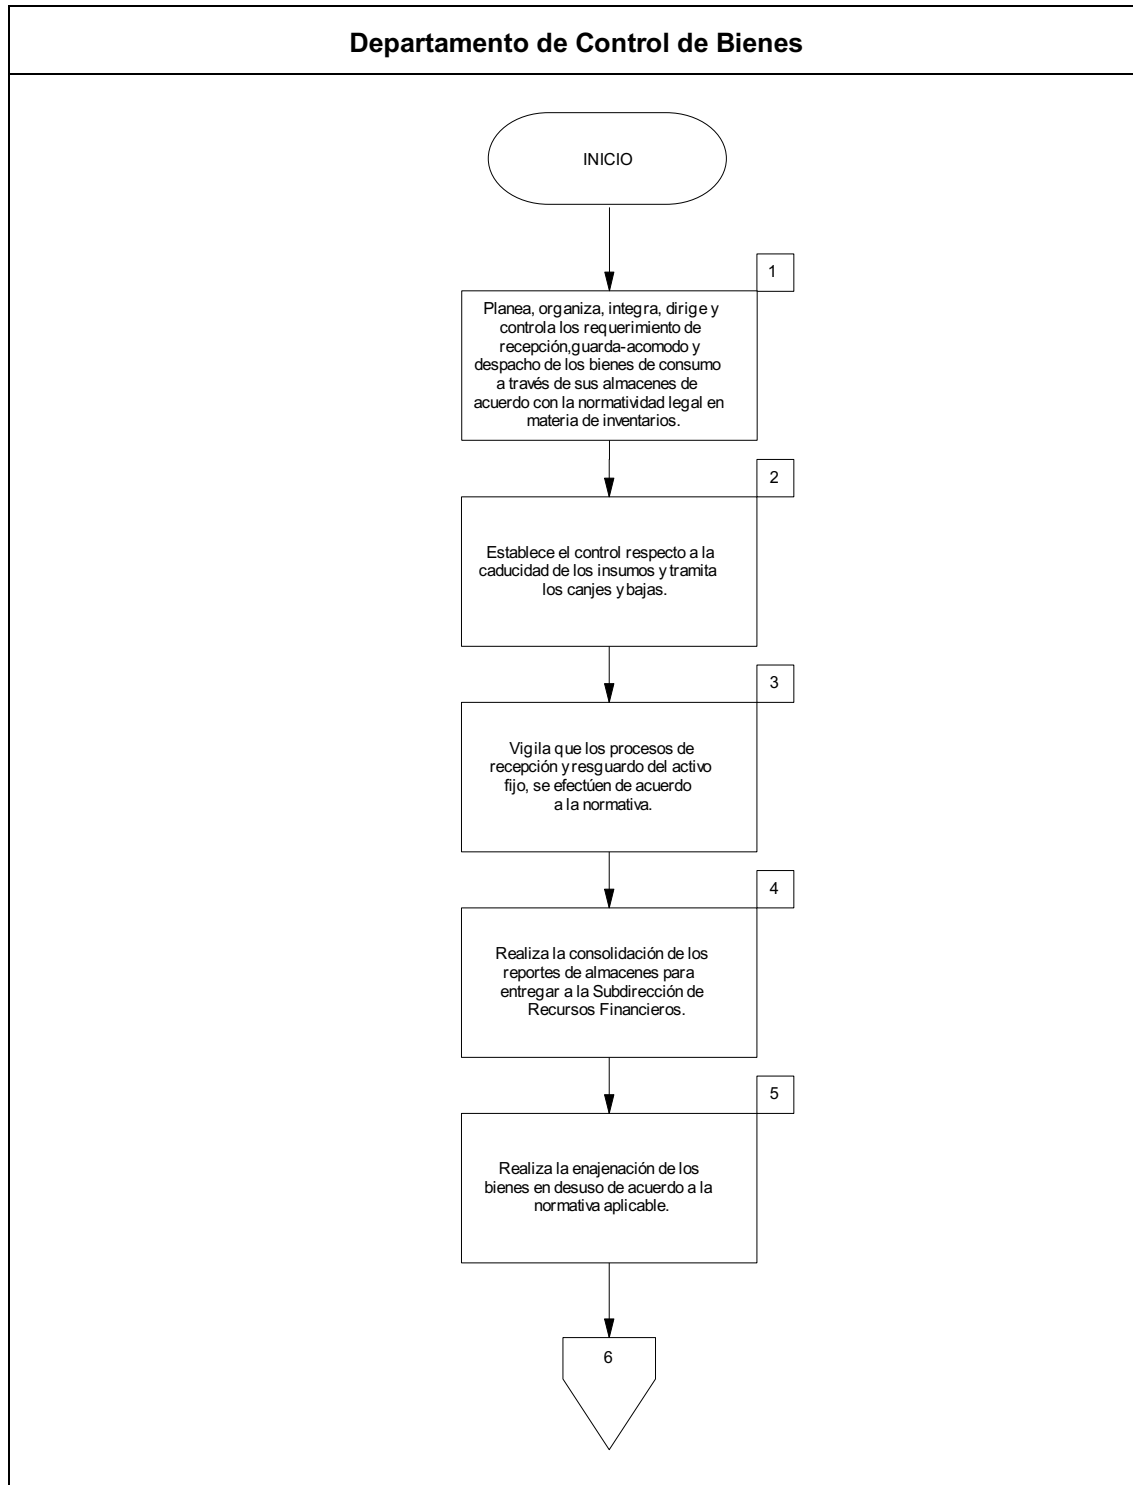 Departamento de Control de Bienes
INICIO
1
Planea, organiza, integra, dirige y
controla los requerimiento de
recepción,guarda-acomodo y
despacho de los bienes de consumo
a través de sus almacenes de
acuerdo con la normatividad legal en
materia de inventarios.
2
Establece el control respecto a la
caducidad de los insumos y tramita
los canjes y bajas.
3
Vigila que los procesos de
recepción y resguardo del activo
fijo, se efectúen de acuerdo
a la normativa.
4
Realiza la consolidación de los
reportes de almacenes para
entregar a la Subdirección de
Recursos Financieros.
5
Realiza la enajenación de los
bienes en desuso de acuerdo a la
normativa aplicable.
6